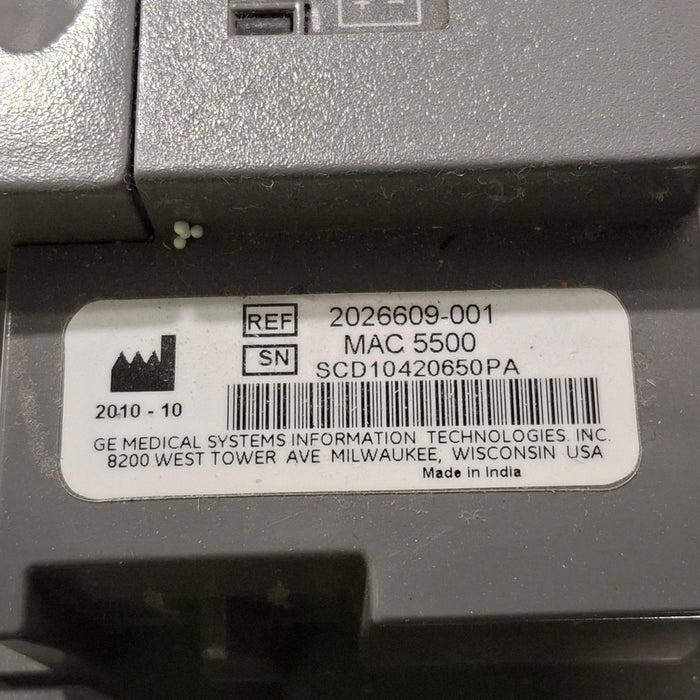 + -
REF 2026609-001
MAC 5500
SN SCD10420650PA
2010 - 10
GE MEDICAL SYSTEMS INFORMATION TECHNOLOGIES. INC.
8200 WEST TOWER AVE MILWAUKEE, WISCONSIN USA
Made in India